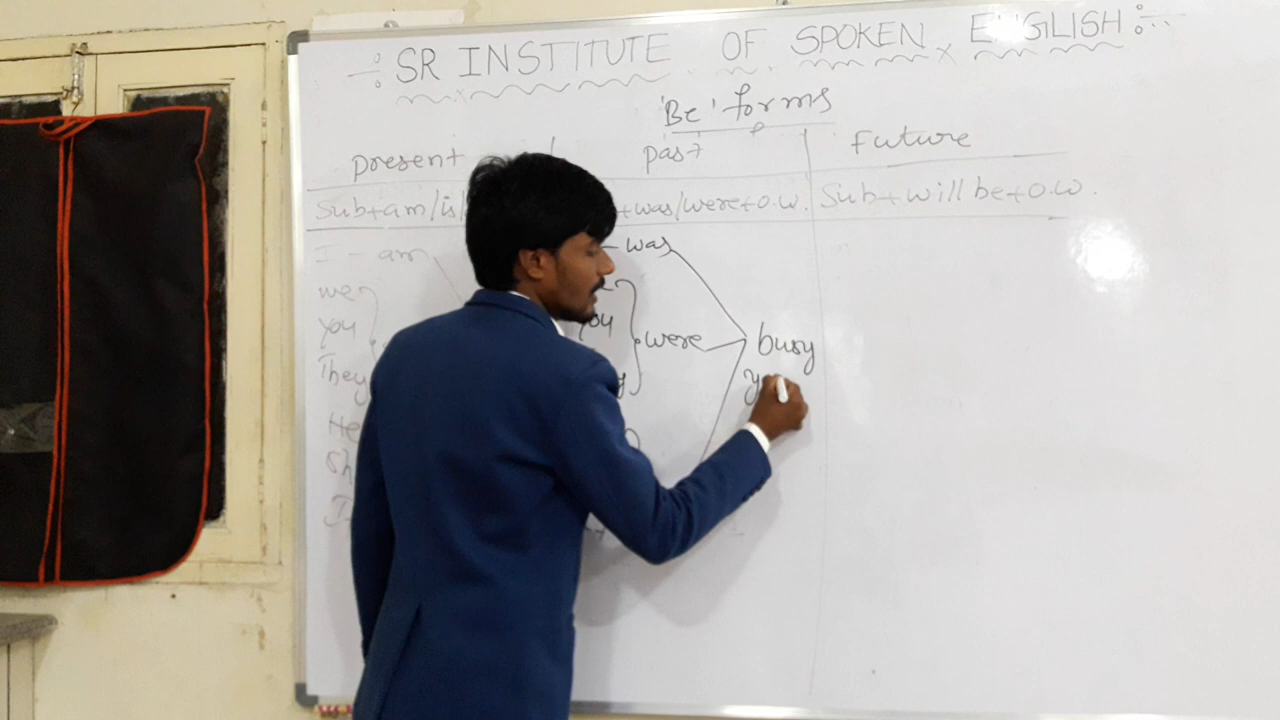 SR INSTITUTE OF SPOKEN ENGLISH
'Be' forms
present past Future
Sub+am/is/ +was/were+o.w. Sub+will be+o.w.
I - am - was
we
you you were busy
They
He
Sh